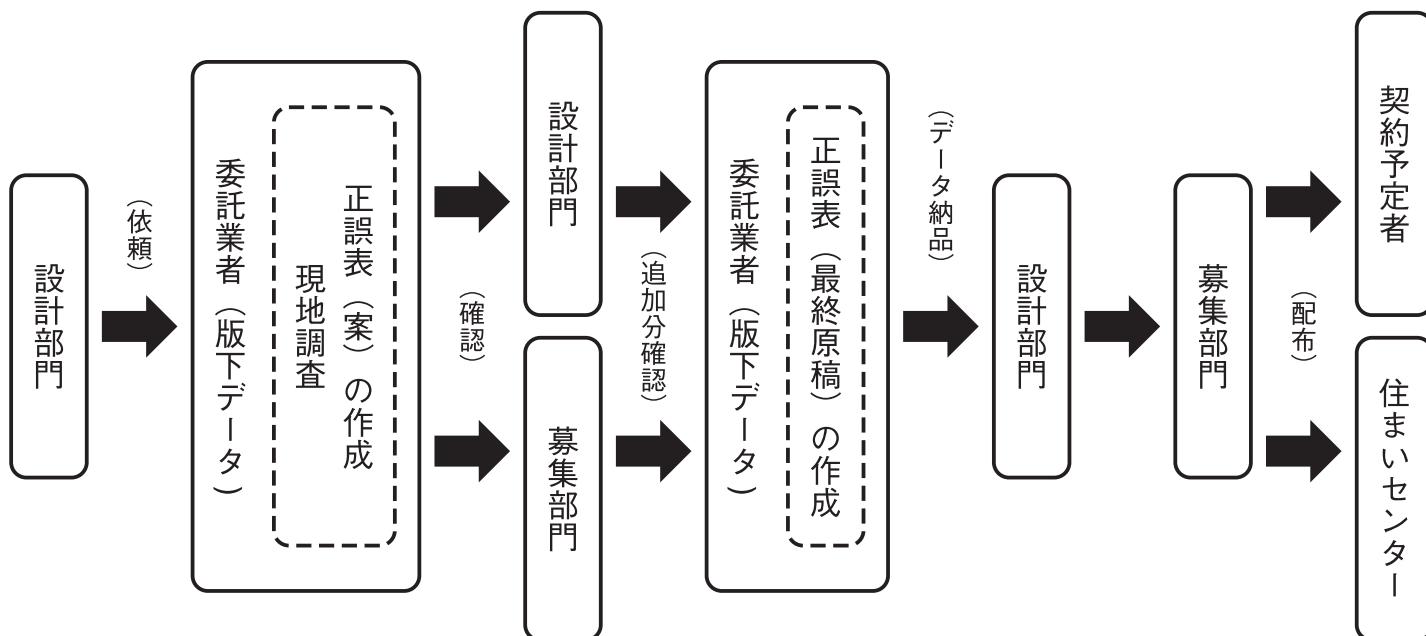 設計部門
（依頼）
委託業者（版下データ）
現地調査
正誤表（案）の作成
（確認）
設計部門
募集部門
（追加分確認）
委託業者（版下データ）
正誤表（最終原稿）の作成
（データ納品）
設計部門
募集部門
（配布）
契約予定者
住まいセンター